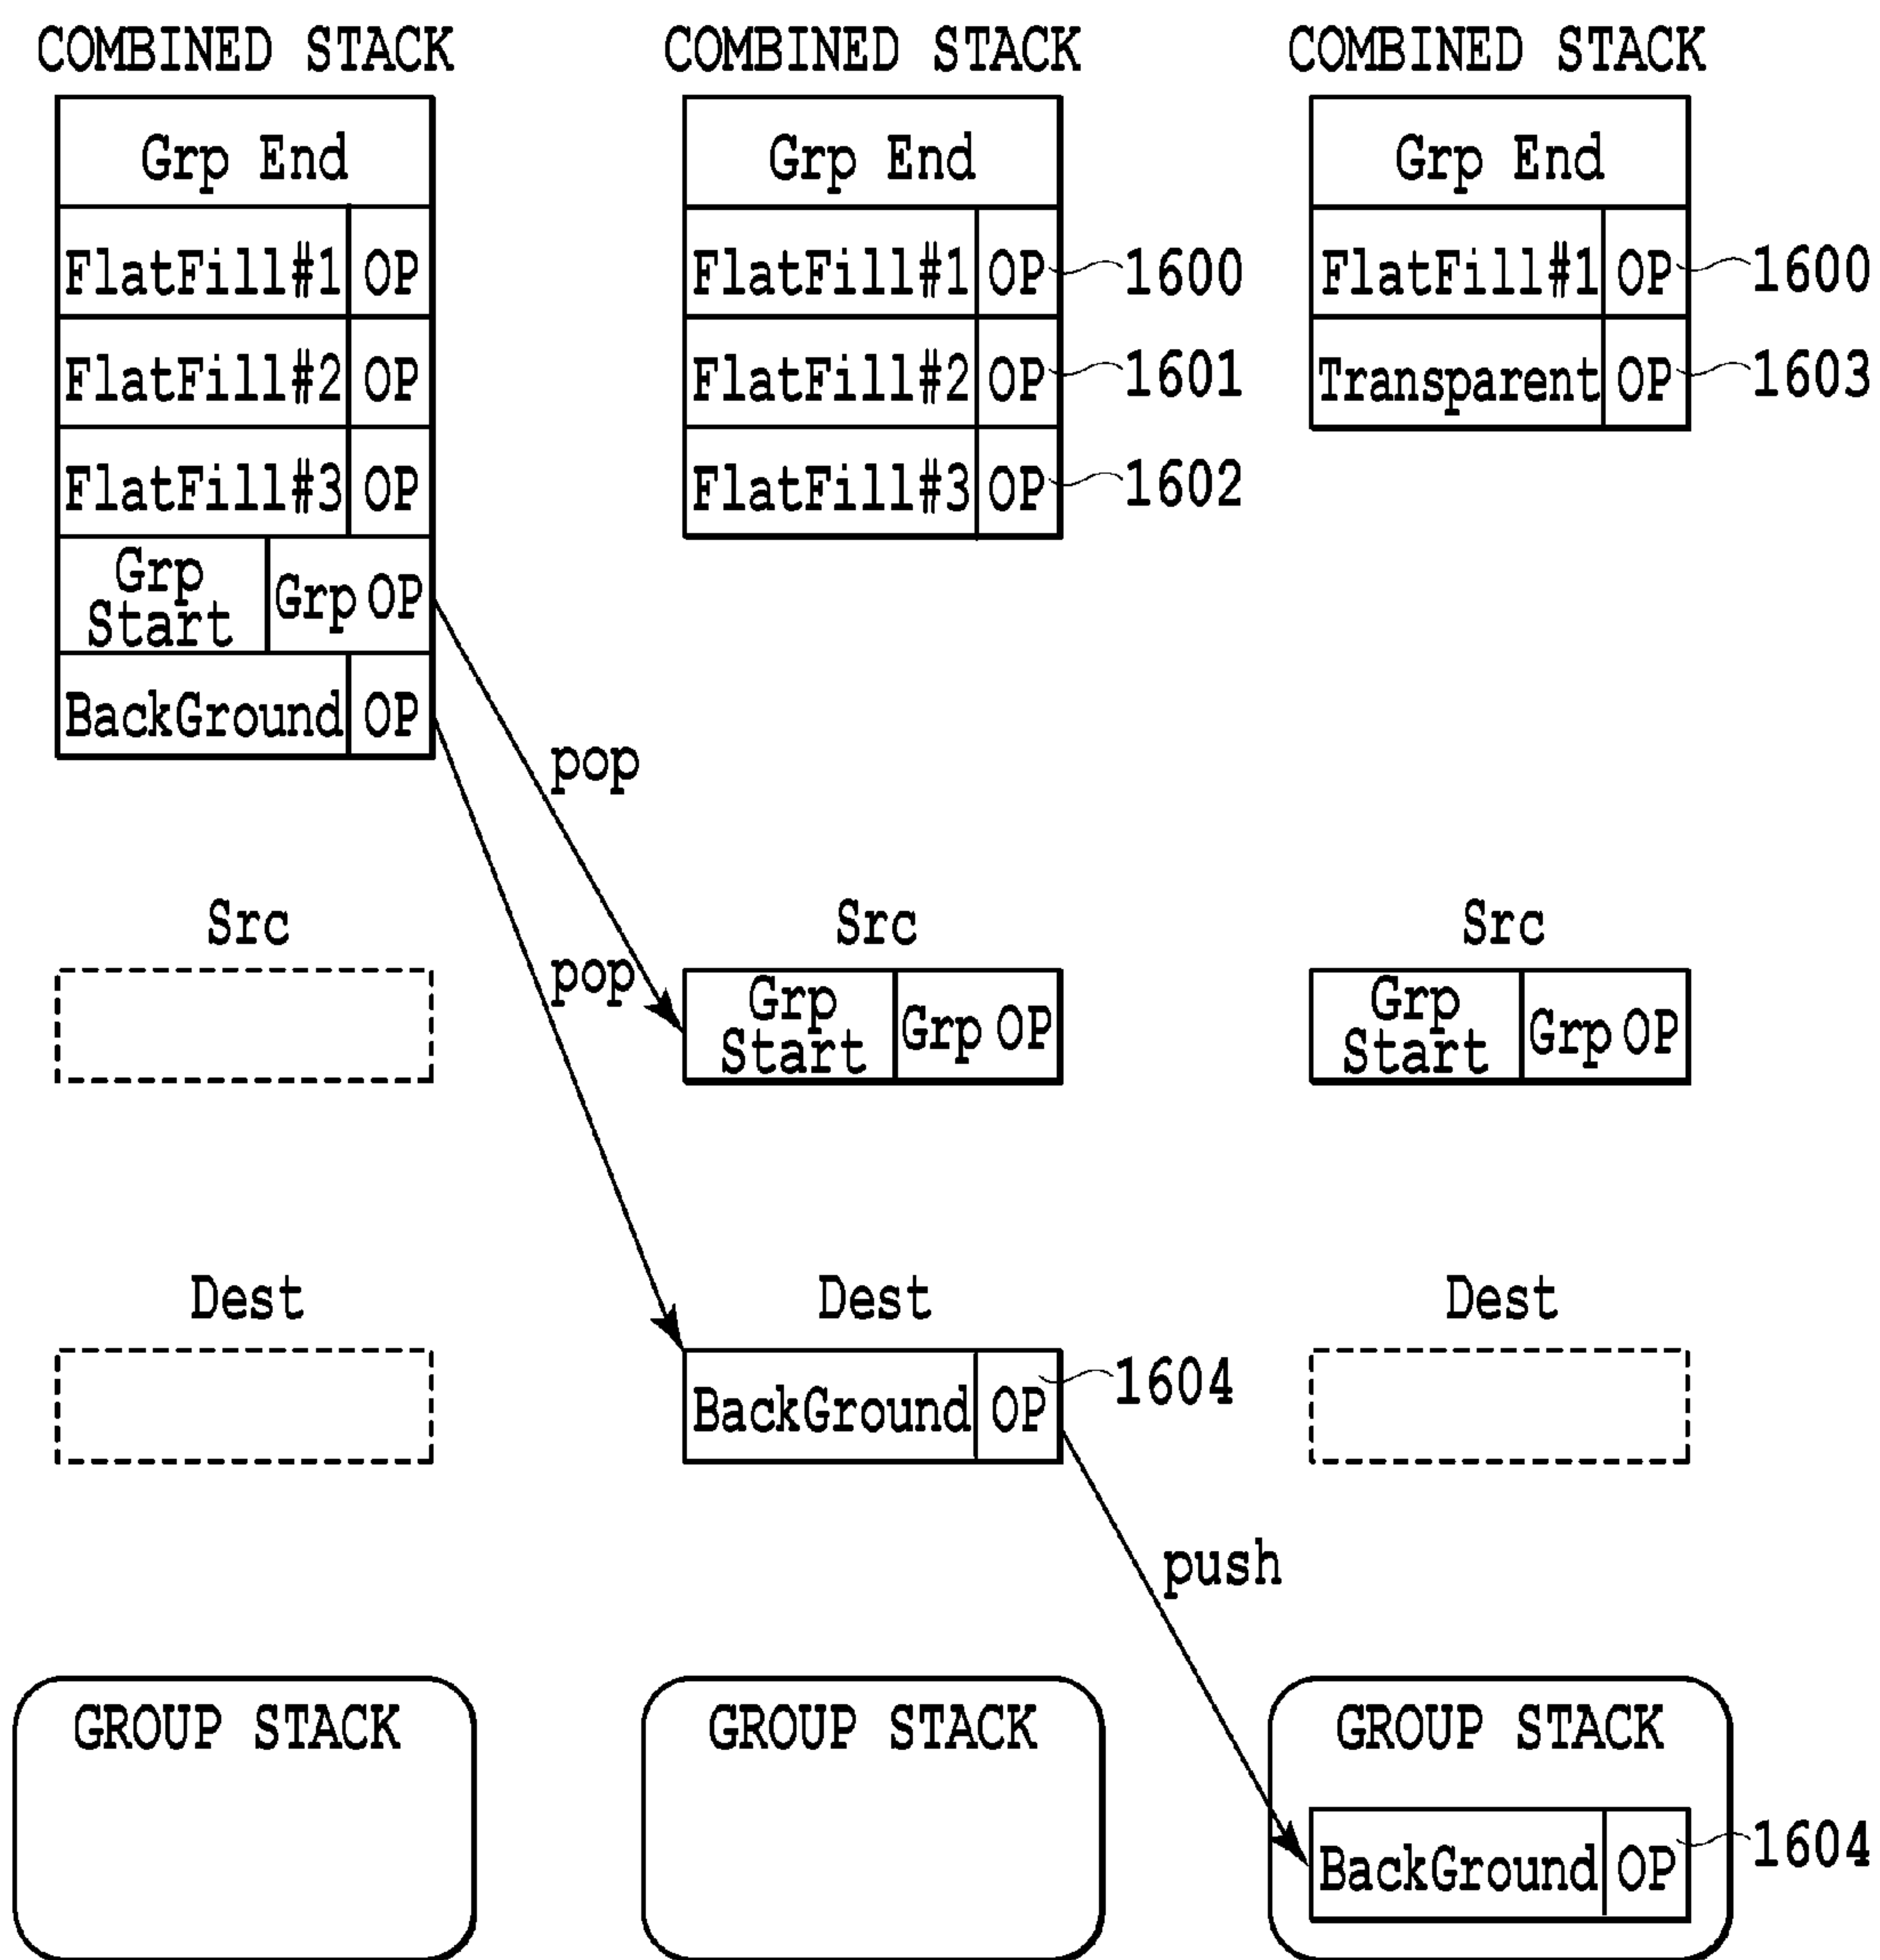 COMBINED STACK COMBINED STACK COMBINED STACK
Grp End Grp End Grp End
FlatFill#1 OP FlatFill#1 OP 1600 FlatFill#1 OP 1600
FlatFill#2 OP FlatFill#2 OP 1601 Transparent OP 1603
FlatFill#3 OP FlatFill#3 OP 1602
Grp
Start Grp OP
BackGround OP
pop
Src Src Src
pop
Grp
Start Grp OP
Grp
Start Grp OP
Dest Dest Dest
BackGround OP 1604
push
GROUP STACK GROUP STACK GROUP STACK
BackGround OP 1604